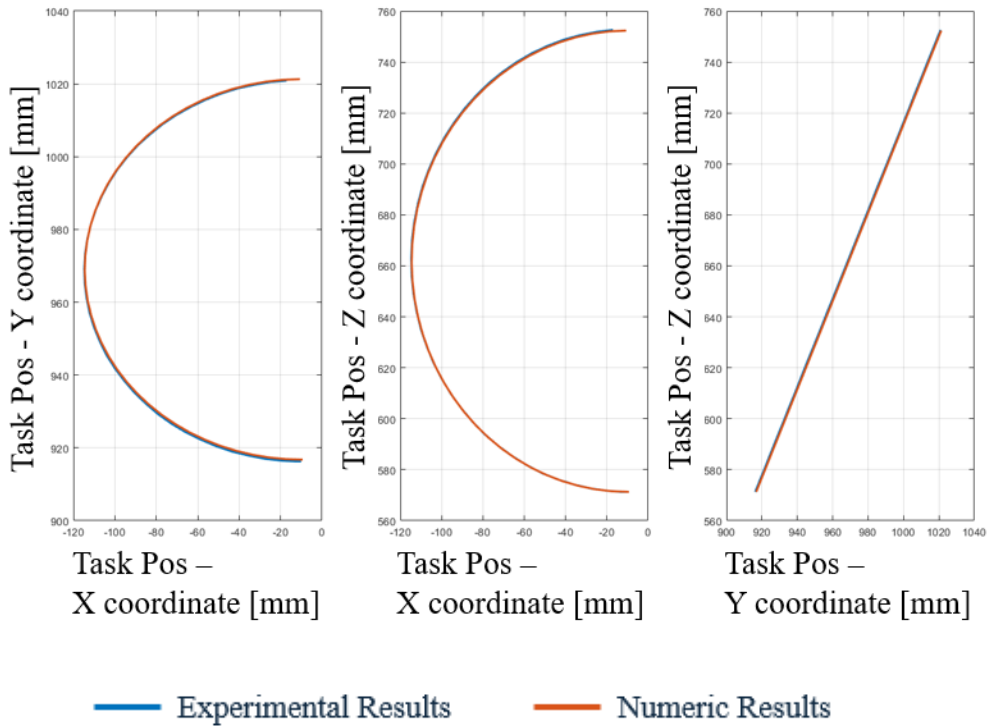 Task Pos - Y coordinate [mm]
1040
1020
1000
980
960
940
920
900
-120 -100 -80 -60 -40 -20 0
Task Pos –
X coordinate [mm]
Task Pos - Z coordinate [mm]
760
740
720
700
680
660
640
620
600
580
560
-120 -100 -80 -60 -40 -20 0
Task Pos –
X coordinate [mm]
Task Pos - Z coordinate [mm]
760
740
720
700
680
660
640
620
600
580
560
900 920 940 960 980 1000 1020 1040
Task Pos –
Y coordinate [mm]
Experimental Results Numeric Results